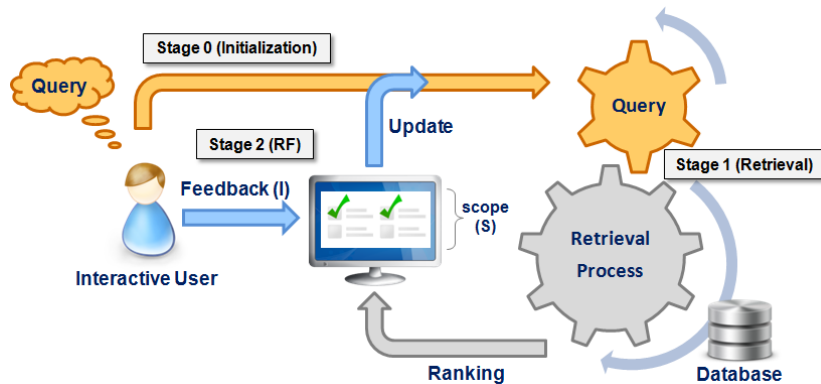 Stage 0 (Initialization)
Query
Query
Update
Stage 2 (RF)
Stage 1 (Retrieval)
Feedback (I)
scope
(S)
Retrieval
Process
Interactive User
Ranking
Database